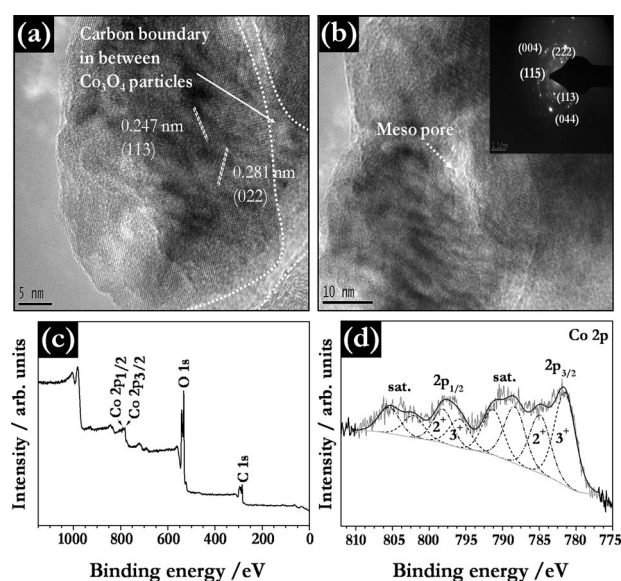 (a)
Carbon boundary
in between
Co₃O₄ particles
0.247 nm
(113)
0.281 nm
(022)
5 nm
(b)
(004)
(222)
(115)
(113)
(044)
Meso pore
10 nm
(c)
Intensity / arb. units
Co 2p1/2
Co 2p3/2
O 1s
C 1s
1000 800 600 400 200 0
Binding energy /eV
(d)
Co 2p
Intensity / arb. units
sat.
2p1/2
sat.
2p3/2
2⁺
3⁺
2⁺
3⁺
810 805 800 795 790 785 780 775
Binding energy /eV